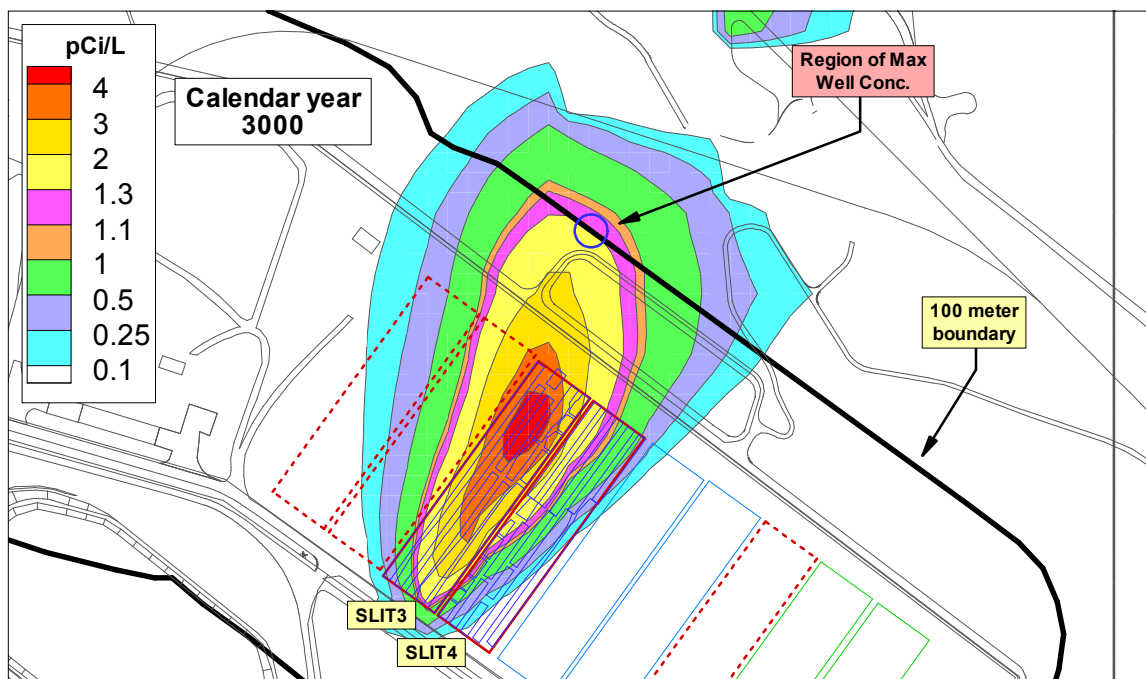 pCi/L
4
3
2
1.3
1.1
1
0.5
0.25
0.1
Calendar year
3000
Region of Max
Well Conc.
100 meter
boundary
SLIT3
SLIT4